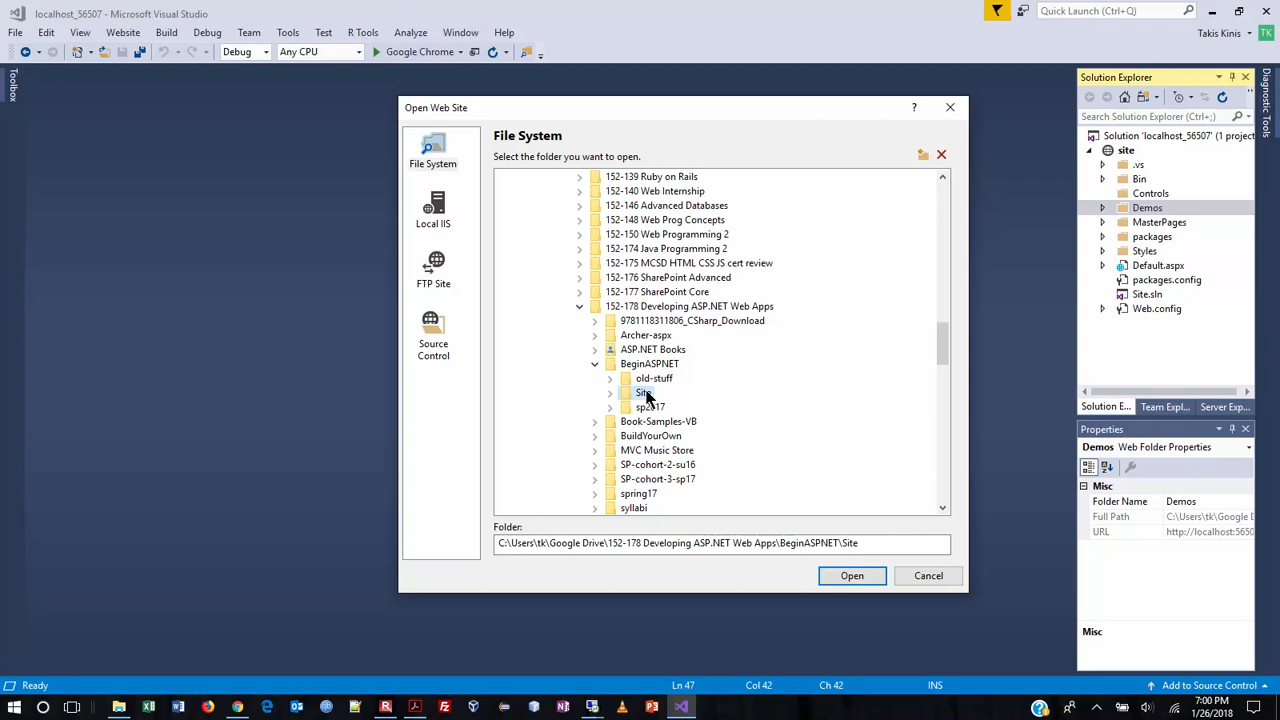 localhost_56507 - Microsoft Visual Studio
Quick Launch (Ctrl+Q)
File Edit View Website Build Debug Team Tools Test R Tools Analyze Window Help
Takis Kinis TK
Debug Any CPU Google Chrome
Toolbox
Open Web Site
?
File System
Local IIS
FTP Site
Source
Control
File System
Select the folder you want to open.
152-139 Ruby on Rails
152-140 Web Internship
152-146 Advanced Databases
152-148 Web Prog Concepts
152-150 Web Programming 2
152-174 Java Programming 2
152-175 MCSD HTML CSS JS cert review
152-176 SharePoint Advanced
152-177 SharePoint Core
152-178 Developing ASP.NET Web Apps
9781118311806_CSharp_Download
Archer-aspx
ASP.NET Books
BeginASPNET
old-stuff
Site
sp2017
Book-Samples-VB
BuildYourOwn
MVC Music Store
SP-cohort-2-su16
SP-cohort-3-sp17
spring17
syllabi
Folder:
C:\Users\tk\Google Drive\152-178 Developing ASP.NET Web Apps\BeginASPNET\Site
Open Cancel
Solution Explorer
Search Solution Explorer (Ctrl+;)
Solution 'localhost_56507' (1 project
site
.vs
Bin
Controls
Demos
MasterPages
packages
Styles
Default.aspx
packages.config
Site.sln
Web.config
Solution E... Team Expl... Server Exp...
Properties
Demos Web Folder Properties
Misc
Folder Name Demos
Full Path C:\Users\tk\Google D
URL http://localhost:5650
Misc
Diagnostic Tools
Ready Ln 47 Col 42 Ch 42 INS Add to Source Control
7:00 PM
1/26/2018